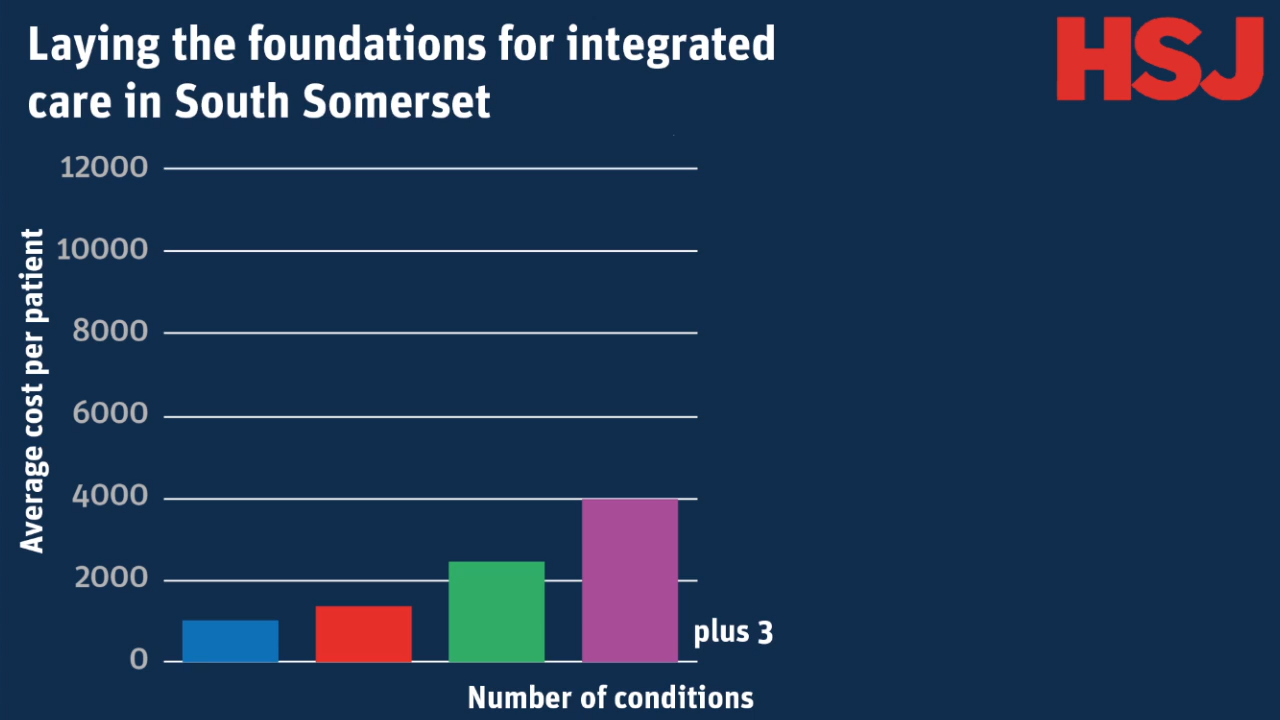 Laying the foundations for integrated
care in South Somerset
HSJ
Average cost per patient
12000
10000
8000
6000
4000
2000
0
plus 3
Number of conditions